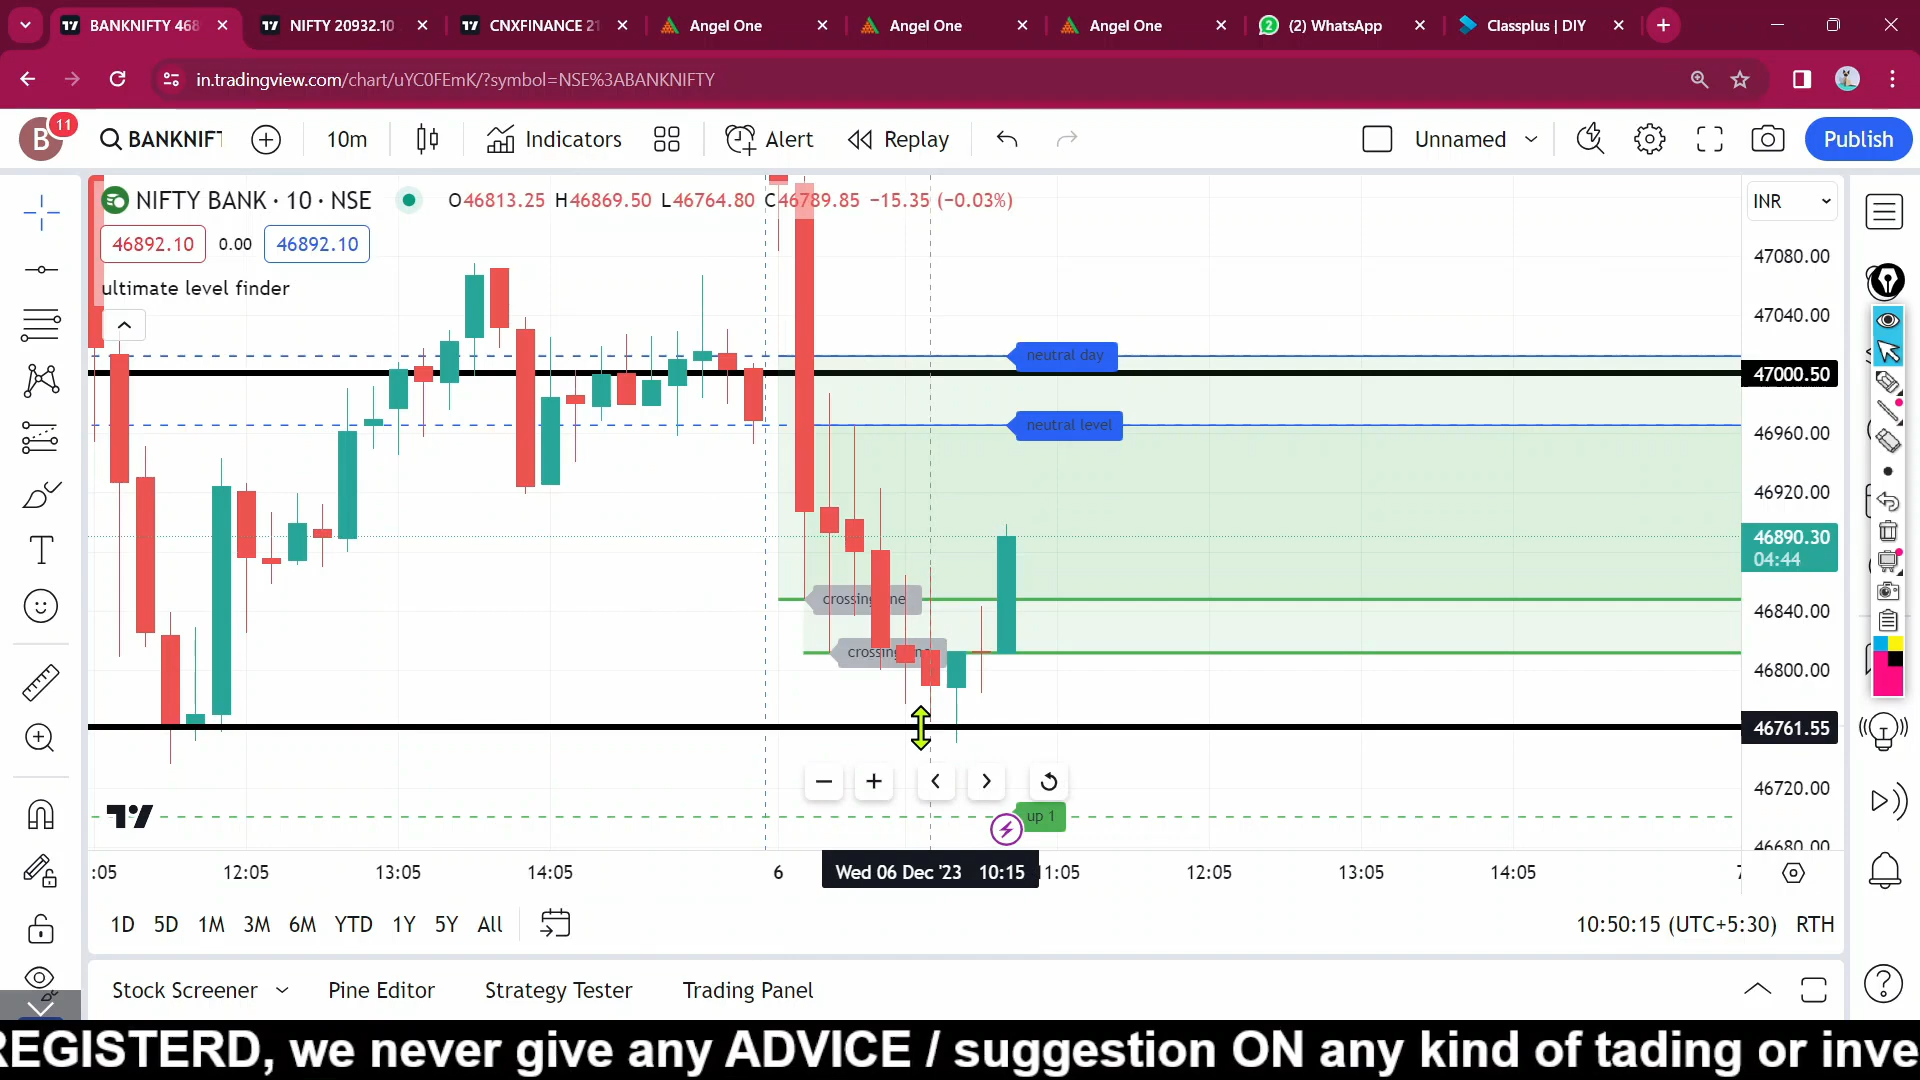 BANKNIFTY 468
NIFTY 20932.10
CNXFINANCE 21
Angel One
Angel One
Angel One
(2) WhatsApp
Classplus | DIY
in.tradingview.com/chart/uYC0FEmK/?symbol=NSE%3ABANKNIFTY
B
11
BANKNIFT
10m
Indicators
Alert
Replay
Unnamed
Publish
NIFTY BANK · 10 · NSE
O46813.25 H46869.50 L46764.80 C46789.85 −15.35 (−0.03%)
INR
46892.10
0.00
46892.10
ultimate level finder
47080.00
47040.00
neutral day
47000.50
neutral level
46960.00
46920.00
46890.30
04:44
46840.00
46800.00
46761.55
46720.00
up 1
:05
12:05
13:05
14:05
6
Wed 06 Dec '23 10:15
1:05
12:05
13:05
14:05
1D 5D 1M 3M 6M YTD 1Y 5Y All
10:50:15 (UTC+5:30)
RTH
Stock Screener
Pine Editor
Strategy Tester
Trading Panel
REGISTERD, we never give any ADVICE / suggestion ON any kind of tading or inve